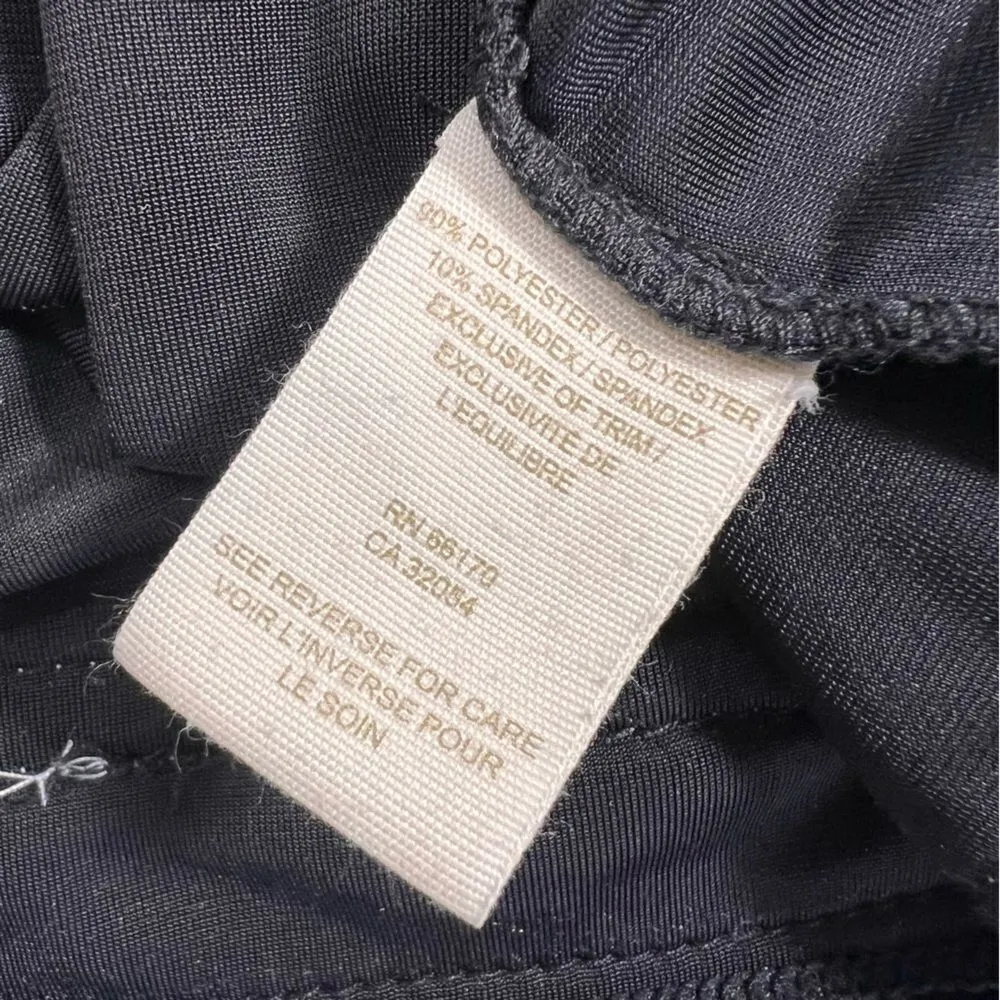 90% POLYESTER / POLYESTER
10% SPANDEX / SPANDEX
EXCLUSIVE OF TRIM /
EXCLUSIVITE DE
L'EQUILIBRE
RN 66170
CA 32054
SEE REVERSE FOR CARE
VOIR L'INVERSE POUR
LE SOIN